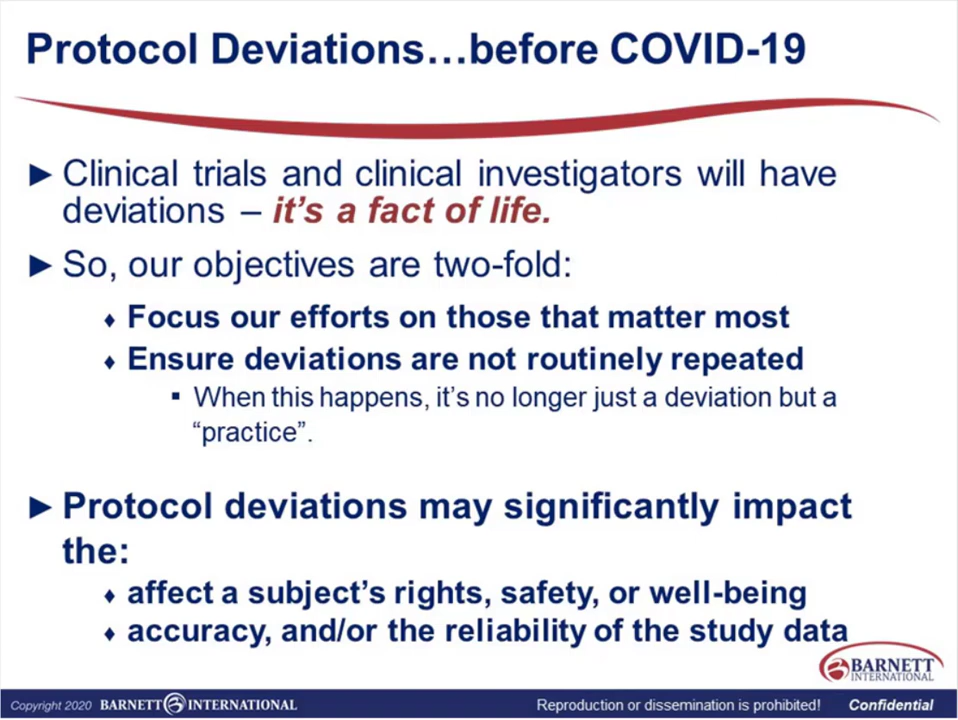 Protocol Deviations…before COVID-19
► Clinical trials and clinical investigators will have
deviations – it’s a fact of life.
► So, our objectives are two-fold:
♦ Focus our efforts on those that matter most
♦ Ensure deviations are not routinely repeated
▪ When this happens, it’s no longer just a deviation but a
“practice”.
► Protocol deviations may significantly impact
the:
♦ affect a subject’s rights, safety, or well-being
♦ accuracy, and/or the reliability of the study data
BARNETT
INTERNATIONAL
Copyright 2020 BARNETT INTERNATIONAL Reproduction or dissemination is prohibited! Confidential